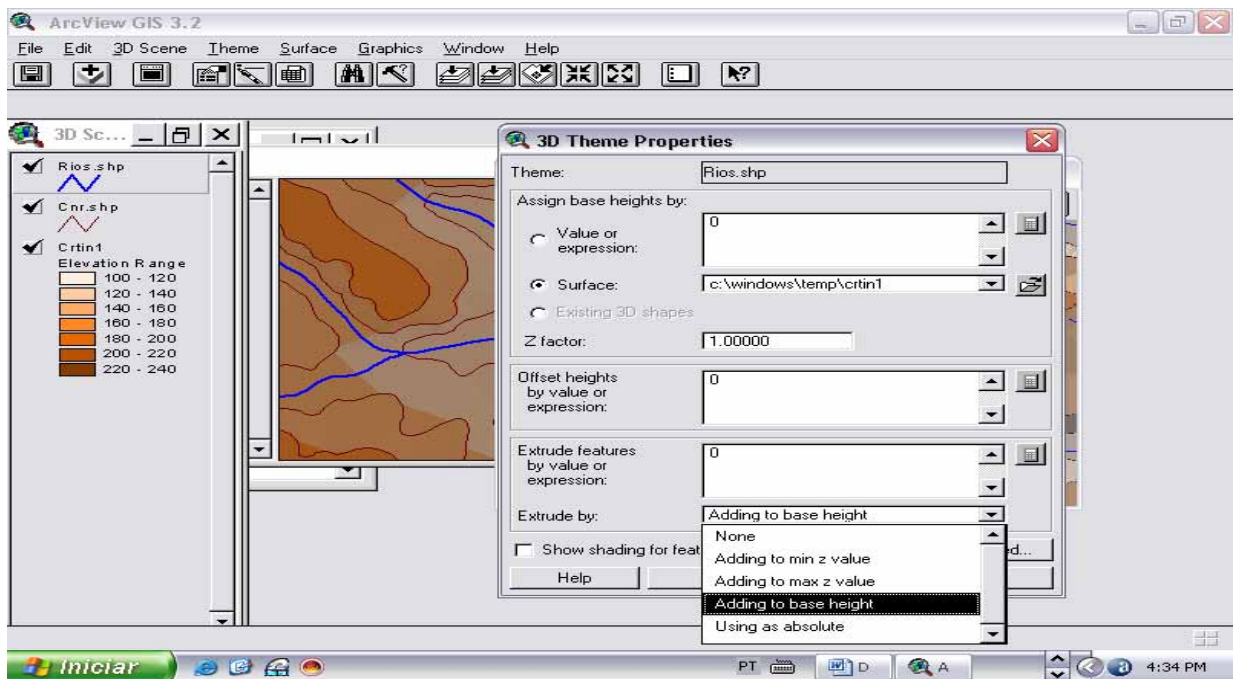 ArcView GIS 3.2
File Edit 3D Scene Theme Surface Graphics Window Help
3D Sc...
Rios.shp
Cnr.shp
Crtin1
Elevation Range
100 - 120
120 - 140
140 - 160
160 - 180
180 - 200
200 - 220
220 - 240
3D Theme Properties
Theme: Rios.shp
Assign base heights by:
Value or expression: 0
Surface: c:\windows\temp\crtin1
Existing 3D shapes
Z factor: 1.00000
Offset heights by value or expression: 0
Extrude features by value or expression: 0
Extrude by: Adding to base height
None
Adding to min z value
Adding to max z value
Adding to base height
Using as absolute
Show shading for feat
d...
Help
Iniciar PT D A 4:34 PM